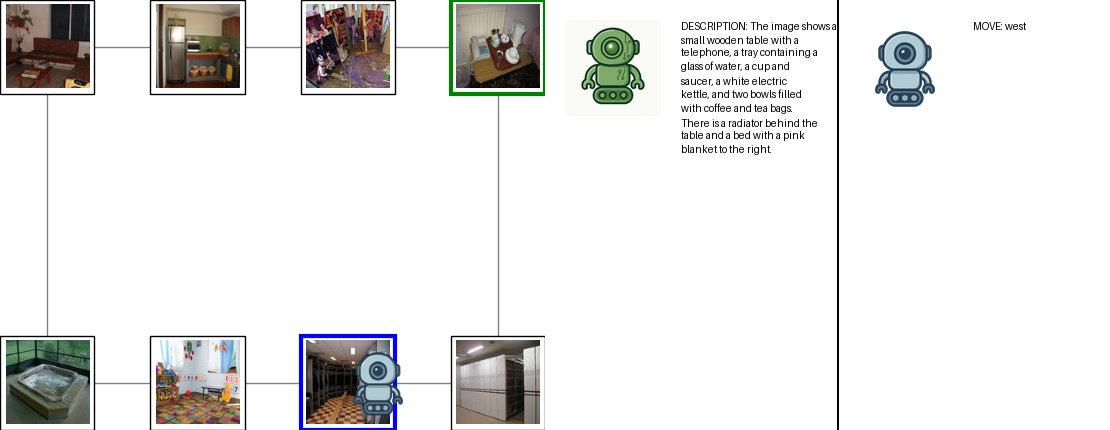 DESCRIPTION: The image shows a
small wooden table with a
telephone, a tray containing a
glass of water, a cup and
saucer, a white electric
kettle, and two bowls filled
with coffee and tea bags.
There is a radiator behind the
table and a bed with a pink
blanket to the right.
MOVE: west